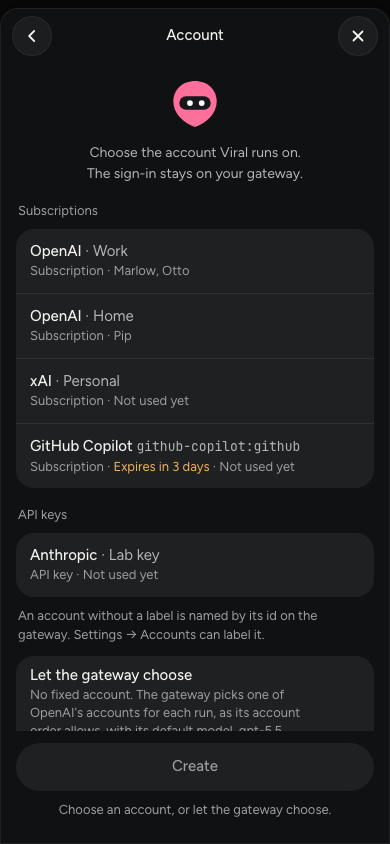 Account
Choose the account Viral runs on.
The sign-in stays on your gateway.
Subscriptions
OpenAI · Work
Subscription · Marlow, Otto
OpenAI · Home
Subscription · Pip
xAI · Personal
Subscription · Not used yet
GitHub Copilot github-copilot:github
Subscription · Expires in 3 days · Not used yet
API keys
Anthropic · Lab key
API key · Not used yet
An account without a label is named by its id on the
gateway. Settings → Accounts can label it.
Let the gateway choose
No fixed account. The gateway picks one of
OpenAI's accounts for each run, as its account
order allows, with its default model, gpt-5.5
Create
Choose an account, or let the gateway choose.